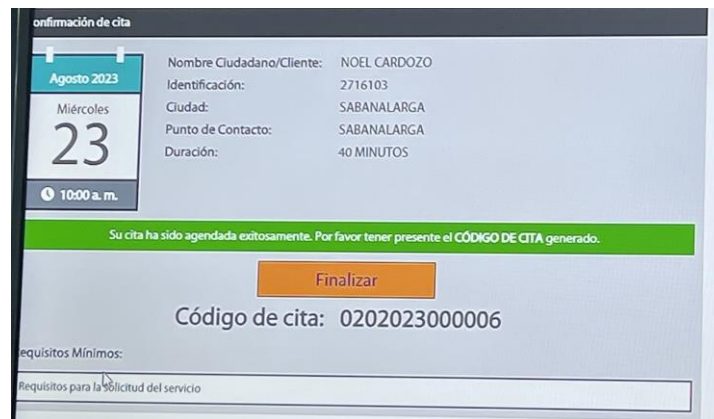 onfirmación de cita
Agosto 2023
Miércoles
23
10:00 a. m.
Nombre Ciudadano/Cliente: NOEL CARDOZO
Identificación: 2716103
Ciudad: SABANALARGA
Punto de Contacto: SABANALARGA
Duración: 40 MINUTOS
Su cita ha sido agendada exitosamente. Por favor tener presente el CÓDIGO DE CITA generado.
Finalizar
Código de cita: 0202023000006
equisitos Mínimos:
Requisitos para la solicitud del servicio